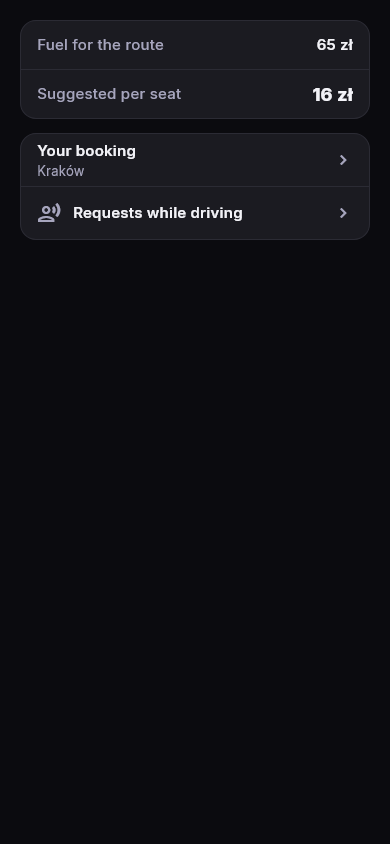 Fuel for the route 65 zł
Suggested per seat 16 zł
Your booking
Kraków
Requests while driving